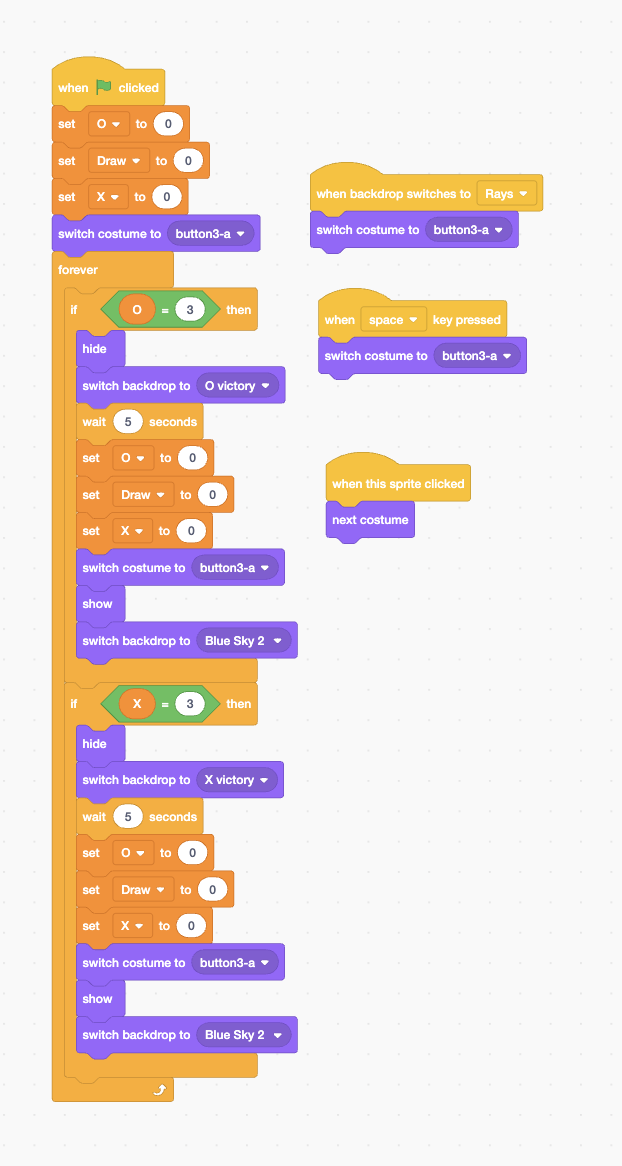 when clicked
set O to 0
set Draw to 0
set X to 0
switch costume to button3-a
forever
if O = 3 then
hide
switch backdrop to O victory
wait 5 seconds
set O to 0
set Draw to 0
set X to 0
switch costume to button3-a
show
switch backdrop to Blue Sky 2
if X = 3 then
hide
switch backdrop to X victory
wait 5 seconds
set O to 0
set Draw to 0
set X to 0
switch costume to button3-a
show
switch backdrop to Blue Sky 2
when backdrop switches to Rays
switch costume to button3-a
when space key pressed
switch costume to button3-a
when this sprite clicked
next costume